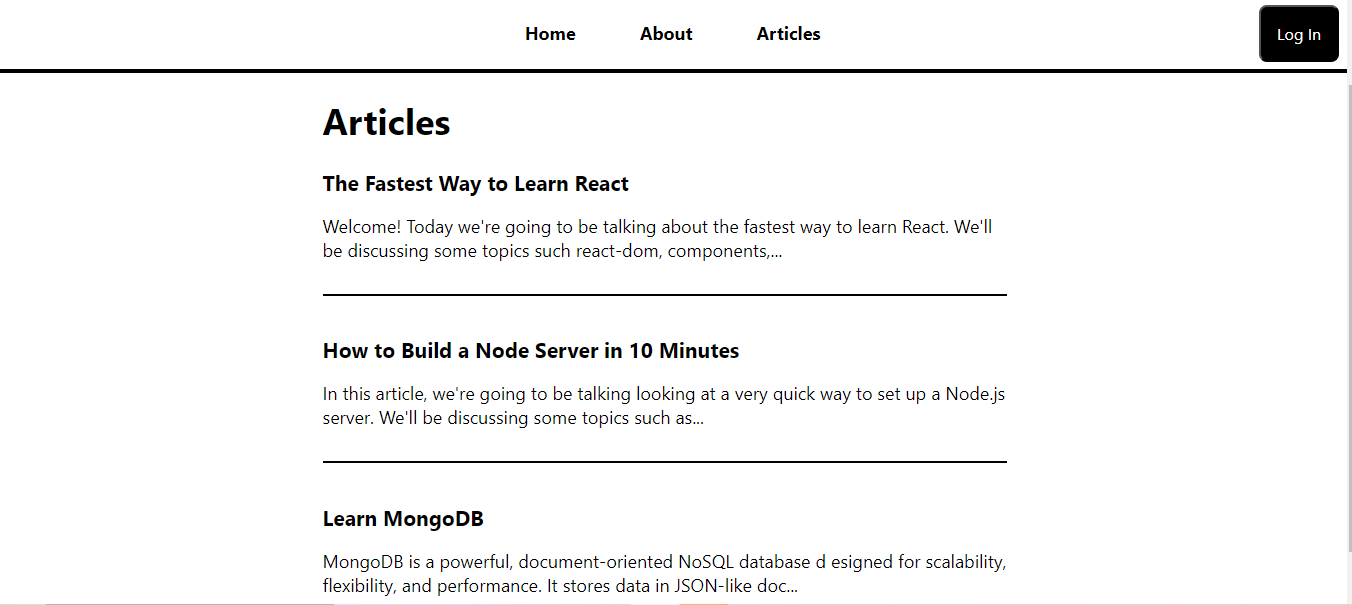 Home About Articles Log In
Articles
The Fastest Way to Learn React
Welcome! Today we're going to be talking about the fastest way to learn React. We'll
be discussing some topics such react-dom, components,...
How to Build a Node Server in 10 Minutes
In this article, we're going to be talking looking at a very quick way to set up a Node.js
server. We'll be discussing some topics such as...
Learn MongoDB
MongoDB is a powerful, document-oriented NoSQL database d esigned for scalability,
flexibility, and performance. It stores data in JSON-like doc...